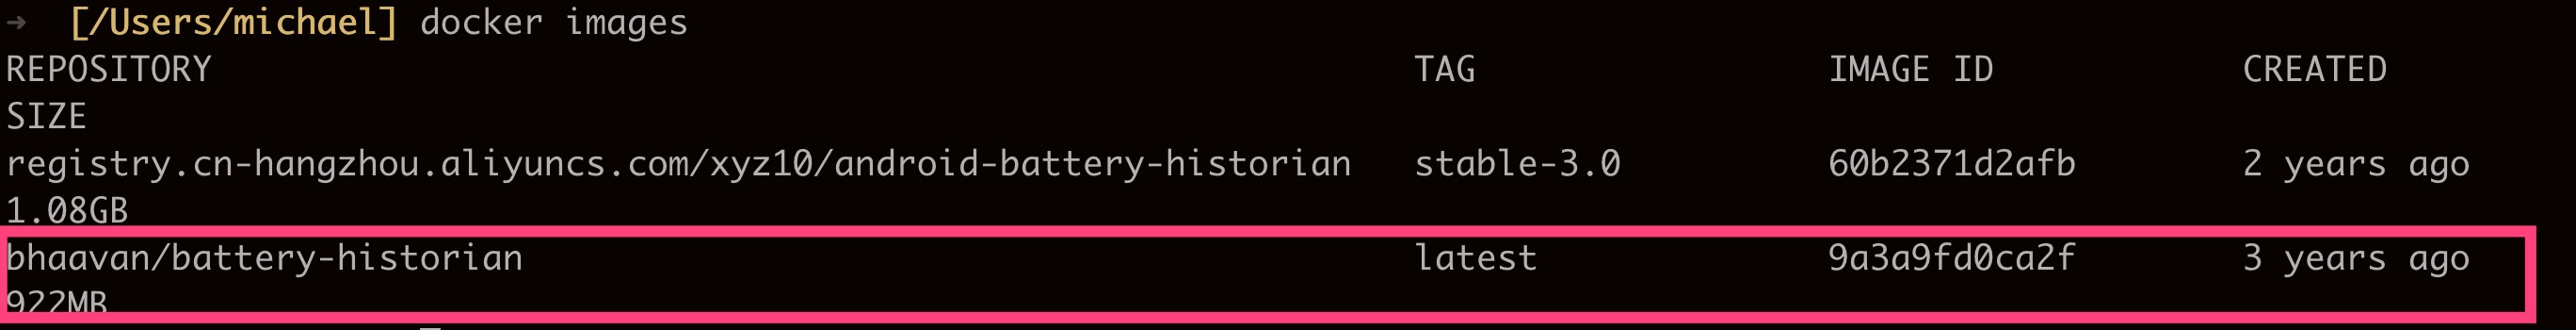 → [/Users/michael] docker images
REPOSITORY TAG IMAGE ID CREATED
SIZE
registry.cn-hangzhou.aliyuncs.com/xyz10/android-battery-historian stable-3.0 60b2371d2afb 2 years ago
1.08GB
bhaavan/battery-historian latest 9a3a9fd0ca2f 3 years ago
922MB